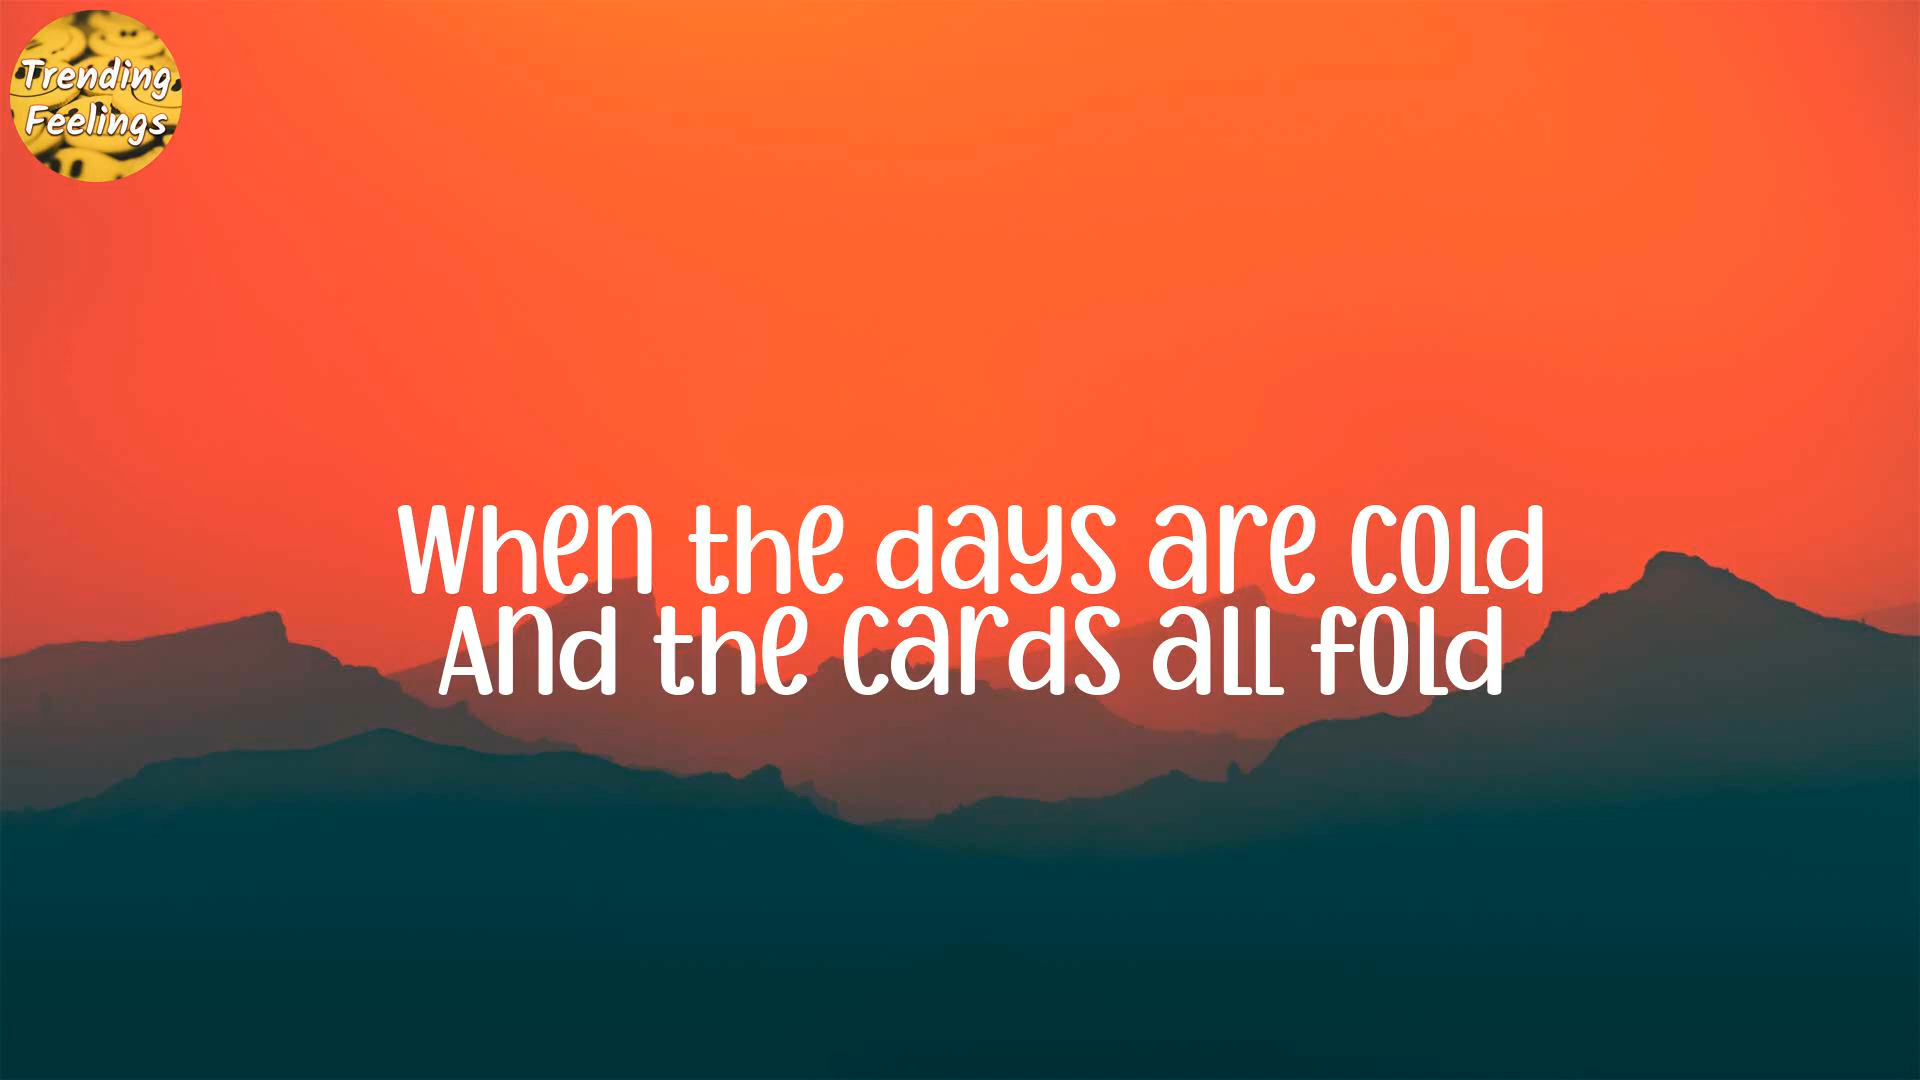 Trending
Feelings
When the days are cold
And the cards all fold